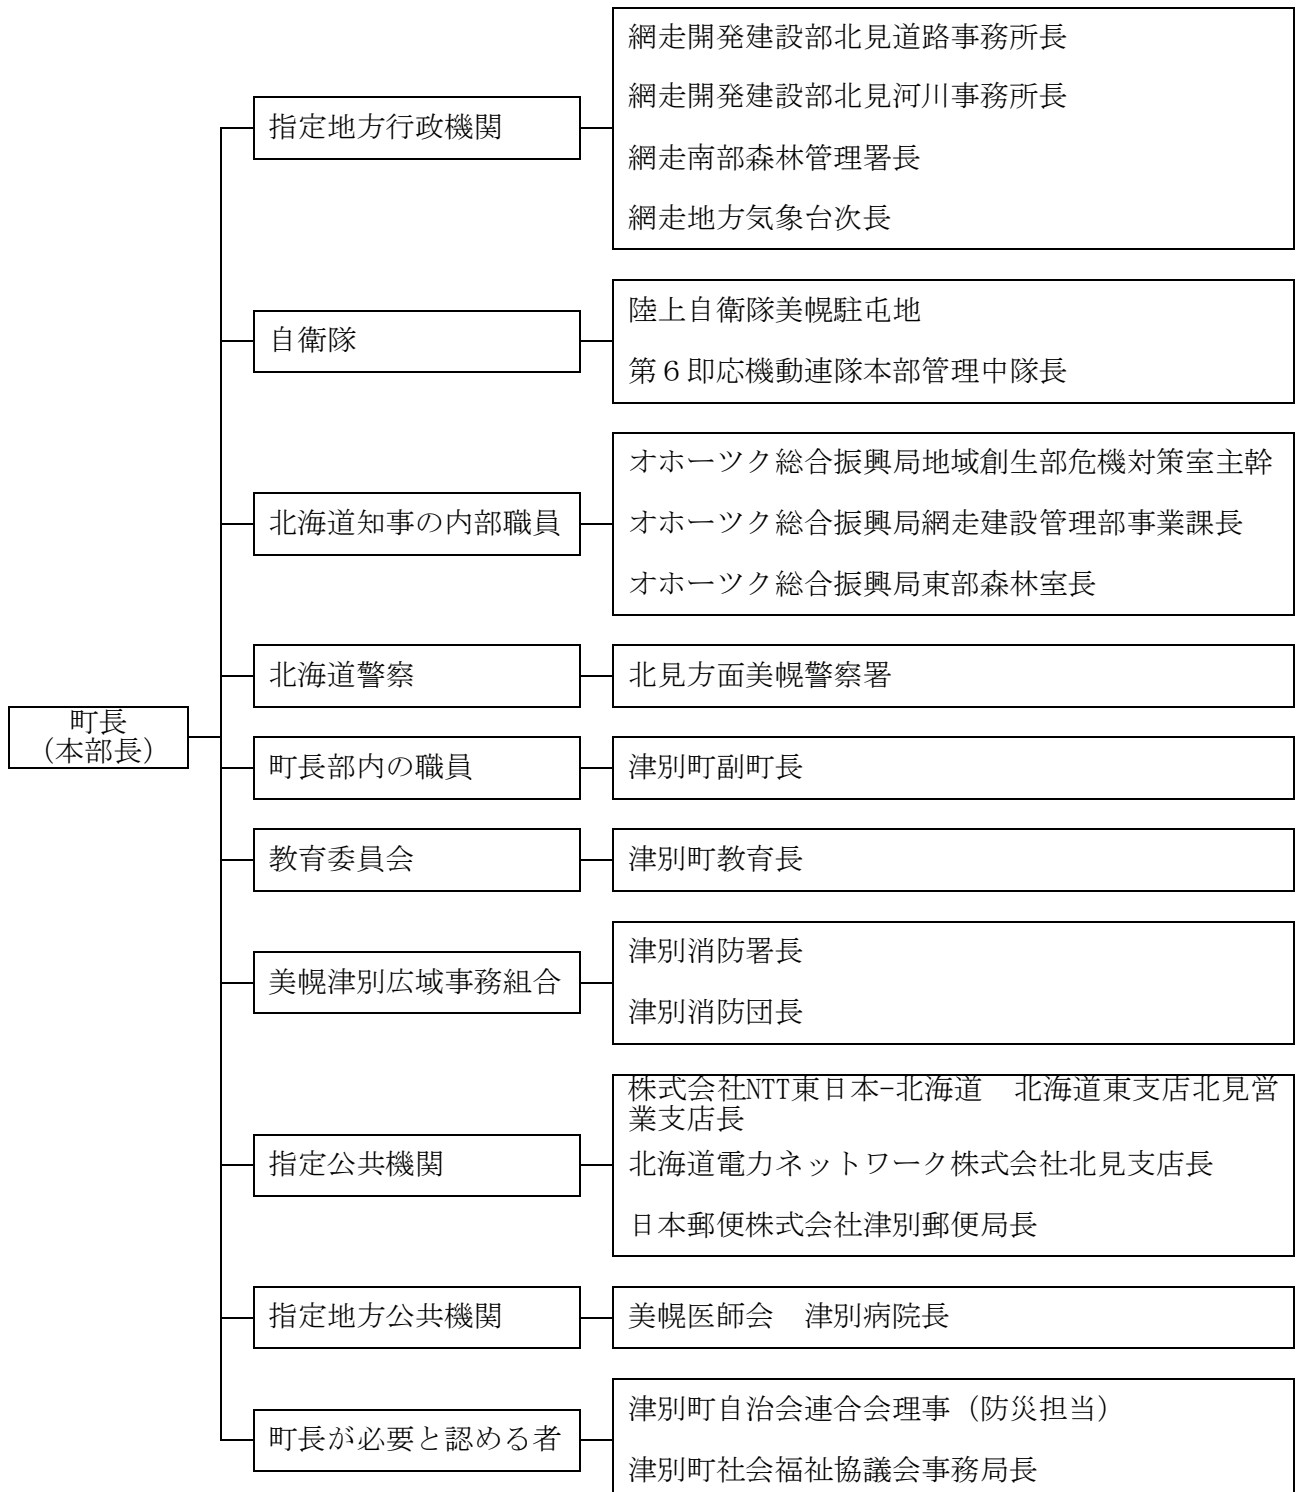 町長
（本部長）
指定地方行政機関
網走開発建設部北見道路事務所長
網走開発建設部北見河川事務所長
網走南部森林管理署長
網走地方気象台次長
自衛隊
陸上自衛隊美幌駐屯地
第６即応機動連隊本部管理中隊長
北海道知事の内部職員
オホーツク総合振興局地域創生部危機対策室主幹
オホーツク総合振興局網走建設管理部事業課長
オホーツク総合振興局東部森林室長
北海道警察
北見方面美幌警察署
町長部内の職員
津別町副町長
教育委員会
津別町教育長
美幌津別広域事務組合
津別消防署長
津別消防団長
指定公共機関
株式会社NTT東日本−北海道　北海道東支店北見営
業支店長
北海道電力ネットワーク株式会社北見支店長
日本郵便株式会社津別郵便局長
指定地方公共機関
美幌医師会　津別病院長
町長が必要と認める者
津別町自治会連合会理事（防災担当）
津別町社会福祉協議会事務局長